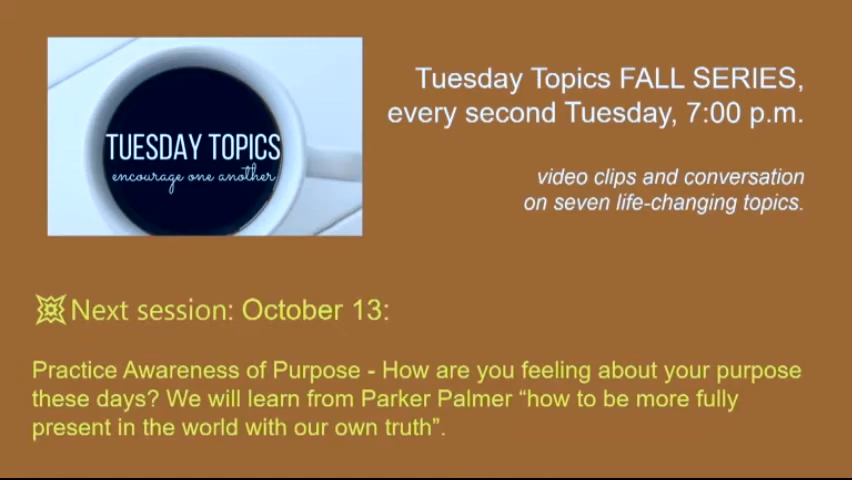 TUESDAY TOPICS
encourage one another
Tuesday Topics FALL SERIES,
every second Tuesday, 7:00 p.m.
video clips and conversation
on seven life-changing topics.
Next session: October 13:
Practice Awareness of Purpose - How are you feeling about your purpose
these days? We will learn from Parker Palmer “how to be more fully
present in the world with our own truth”.